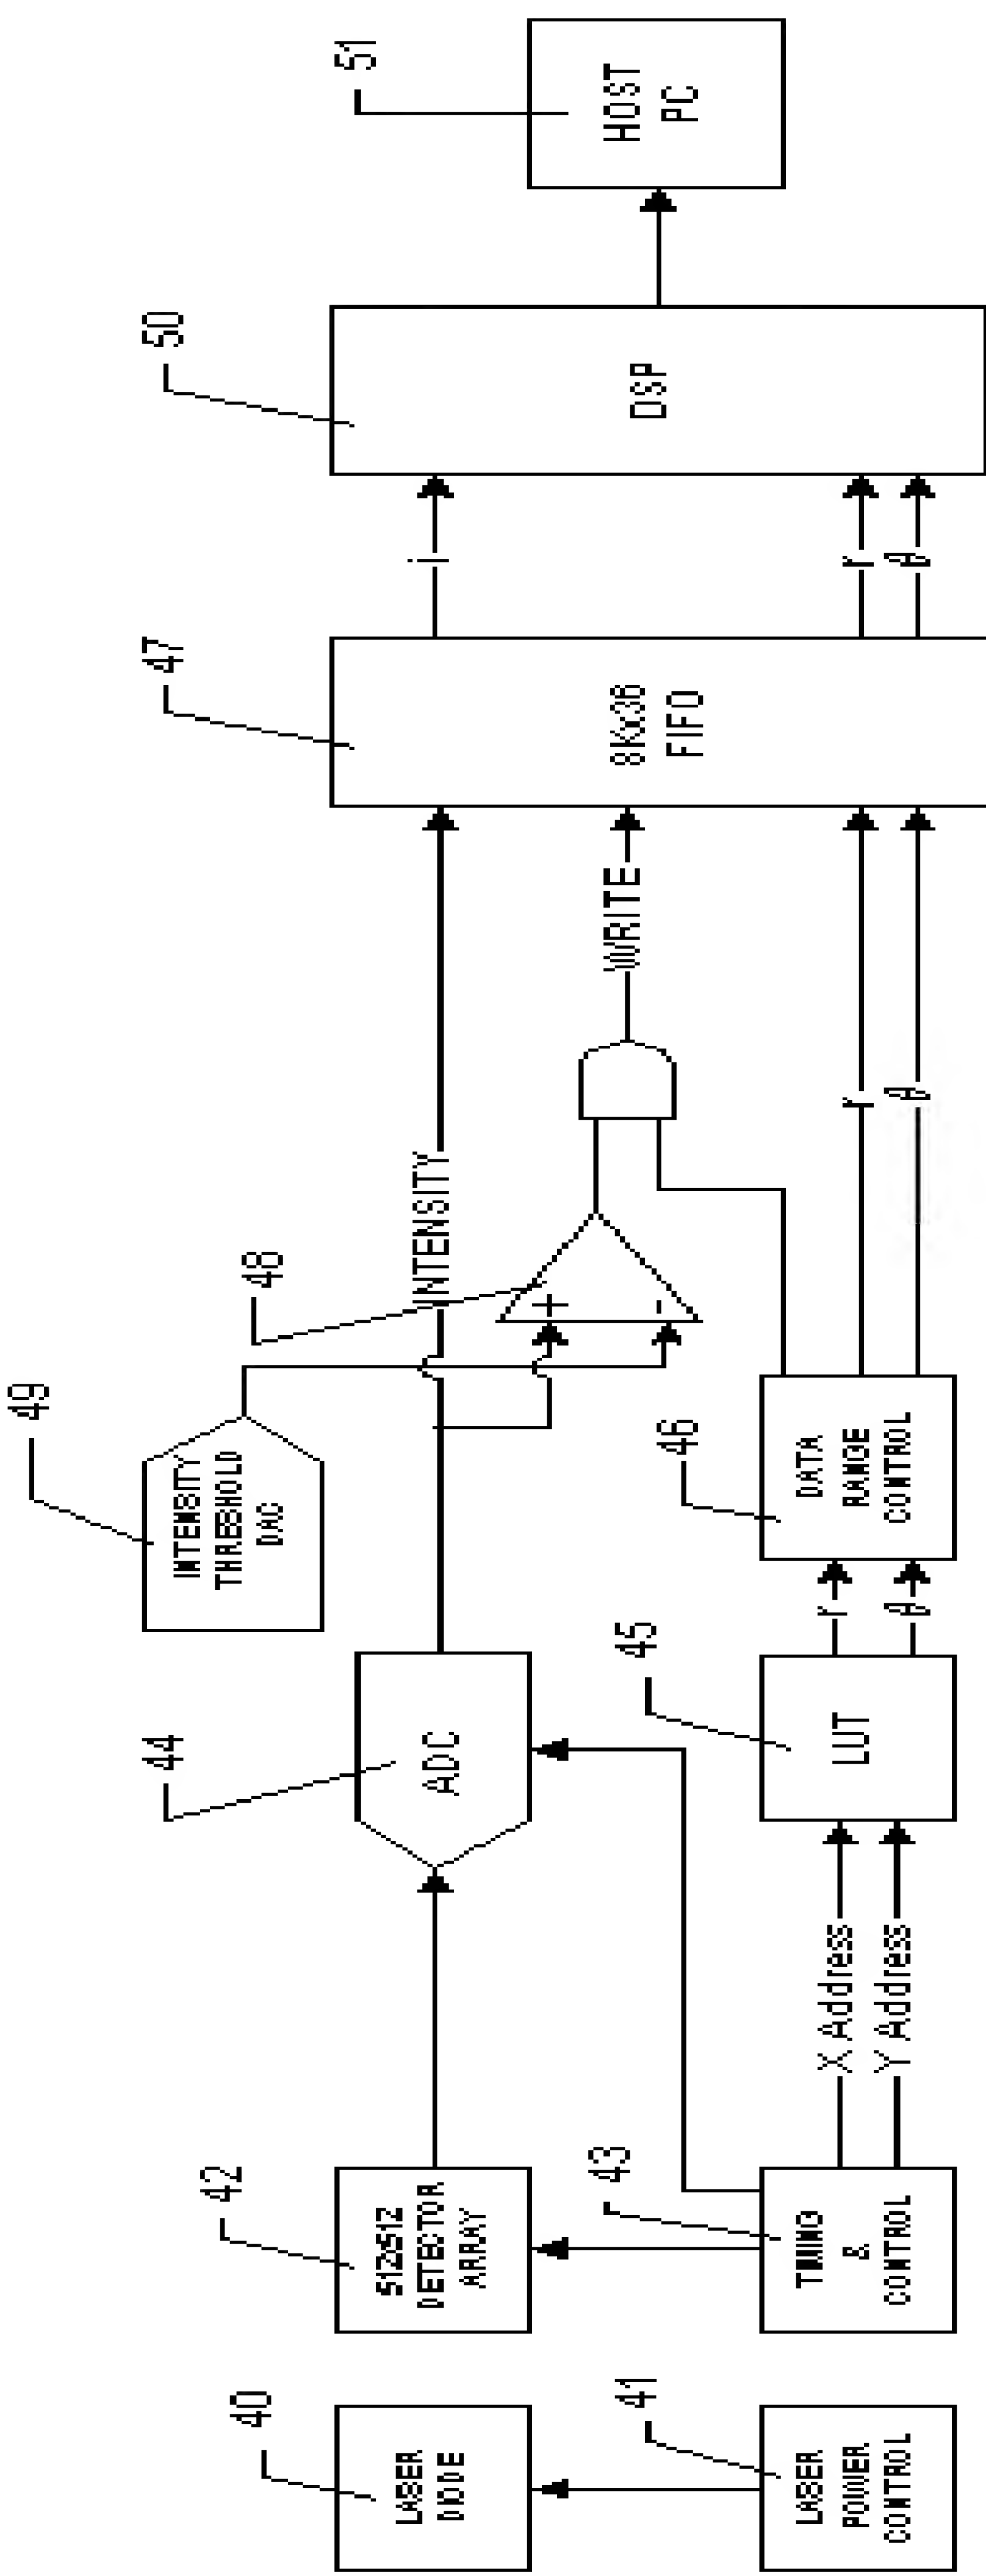 49
INTENSITY
THRESHOLD
DAC
44
ADC
48
INTENSITY
47
8Kx36
FIFO
i
50
DSP
51
HOST
PC
42
512x512
DETECTOR
ARRAY
40
LASER
DIODE
+
-
WRITE
43
TIMING
&
CONTROL
X Address
Y Address
45
LUT
r
θ
46
DATA
RANGE
CONTROL
r
θ
r
θ
41
LASER
POWER
CONTROL